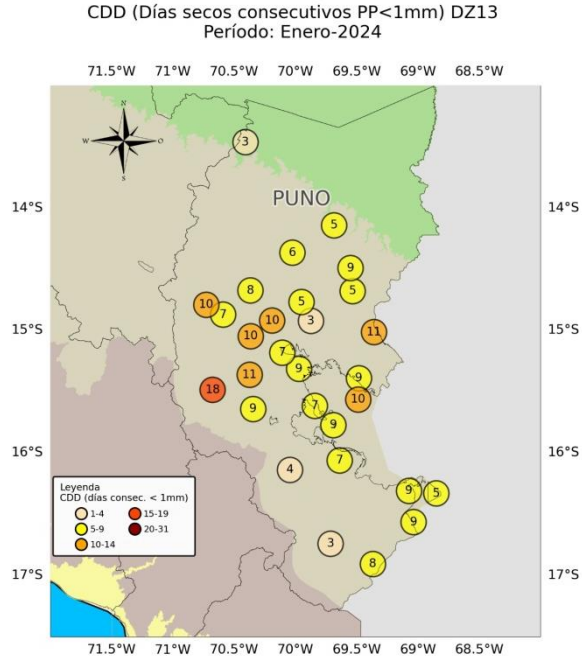 CDD (Días secos consecutivos PP<1mm) DZ13
Período: Enero-2024
71.5°W 71°W 70.5°W 70°W 69.5°W 69°W 68.5°W
N
W O
S
3
PUNO
14°S
5
6
9
8 5
10 5
7 10 3
11
15°S
10
7
9
11 9
18 10
9 7
9
16°S
7
4
9 5
Leyenda
CDD (días consec. < 1mm)
1-4 15-19
5-9 20-31
10-14
9
3
8
17°S
14°S
15°S
16°S
17°S
71.5°W 71°W 70.5°W 70°W 69.5°W 69°W 68.5°W